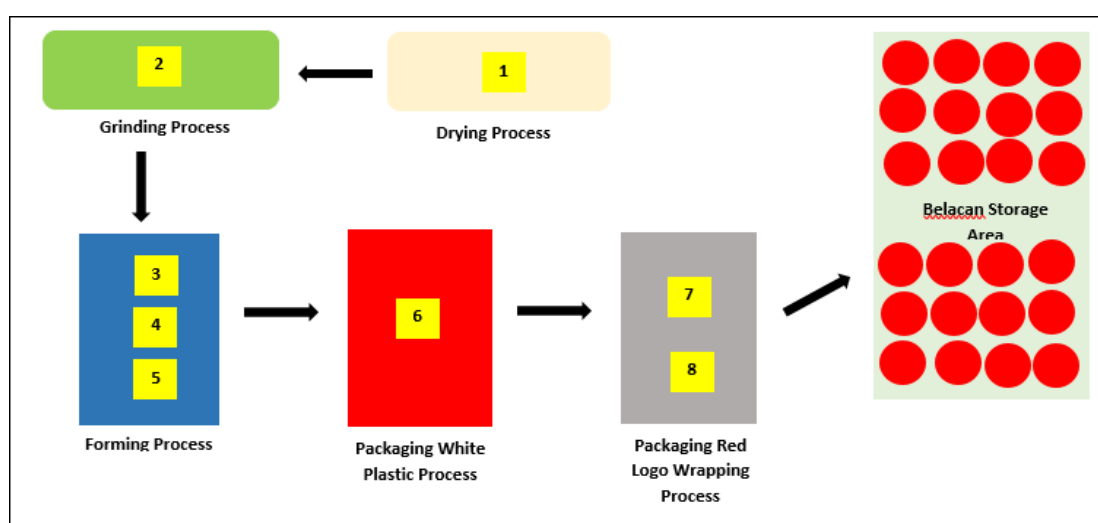 2
1
Grinding Process
Drying Process
Belacan Storage
Area
3
4
5
6
7
8
Forming Process
Packaging White
Plastic Process
Packaging Red
Logo Wrapping
Process